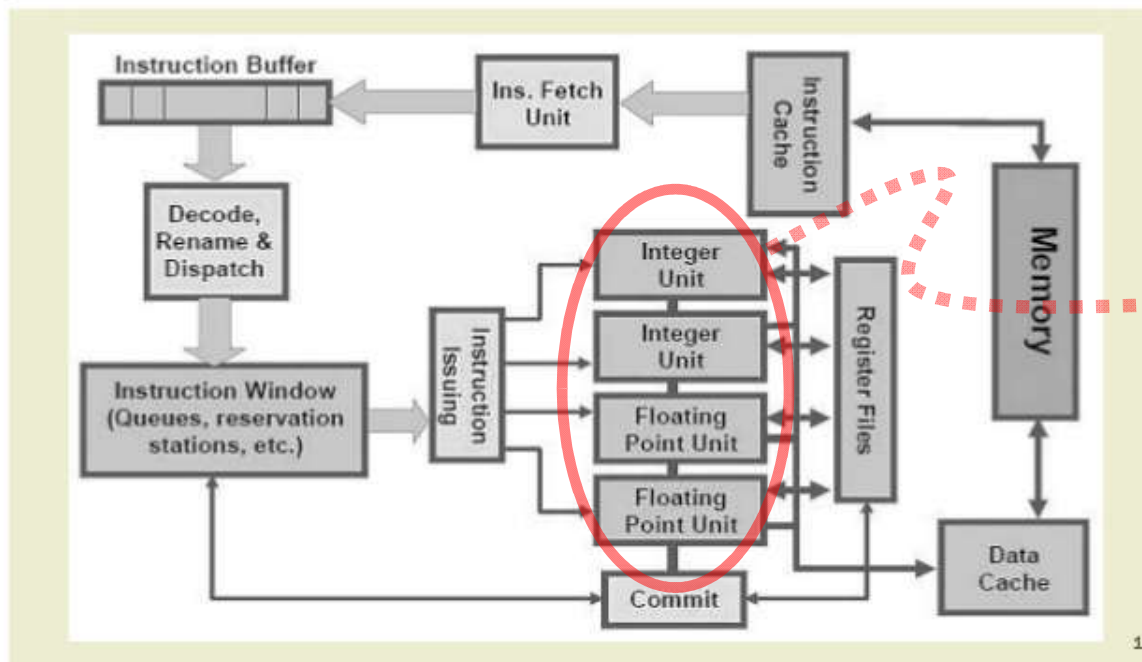 Instruction Buffer
Ins. Fetch
Unit
Instruction
Cache
Memory
Decode,
Rename &
Dispatch
Integer
Unit
Integer
Unit
Floating
Point Unit
Floating
Point Unit
Instruction
Issuing
Register Files
Instruction Window
(Queues, reservation
stations, etc.)
Commit
Data
Cache
1